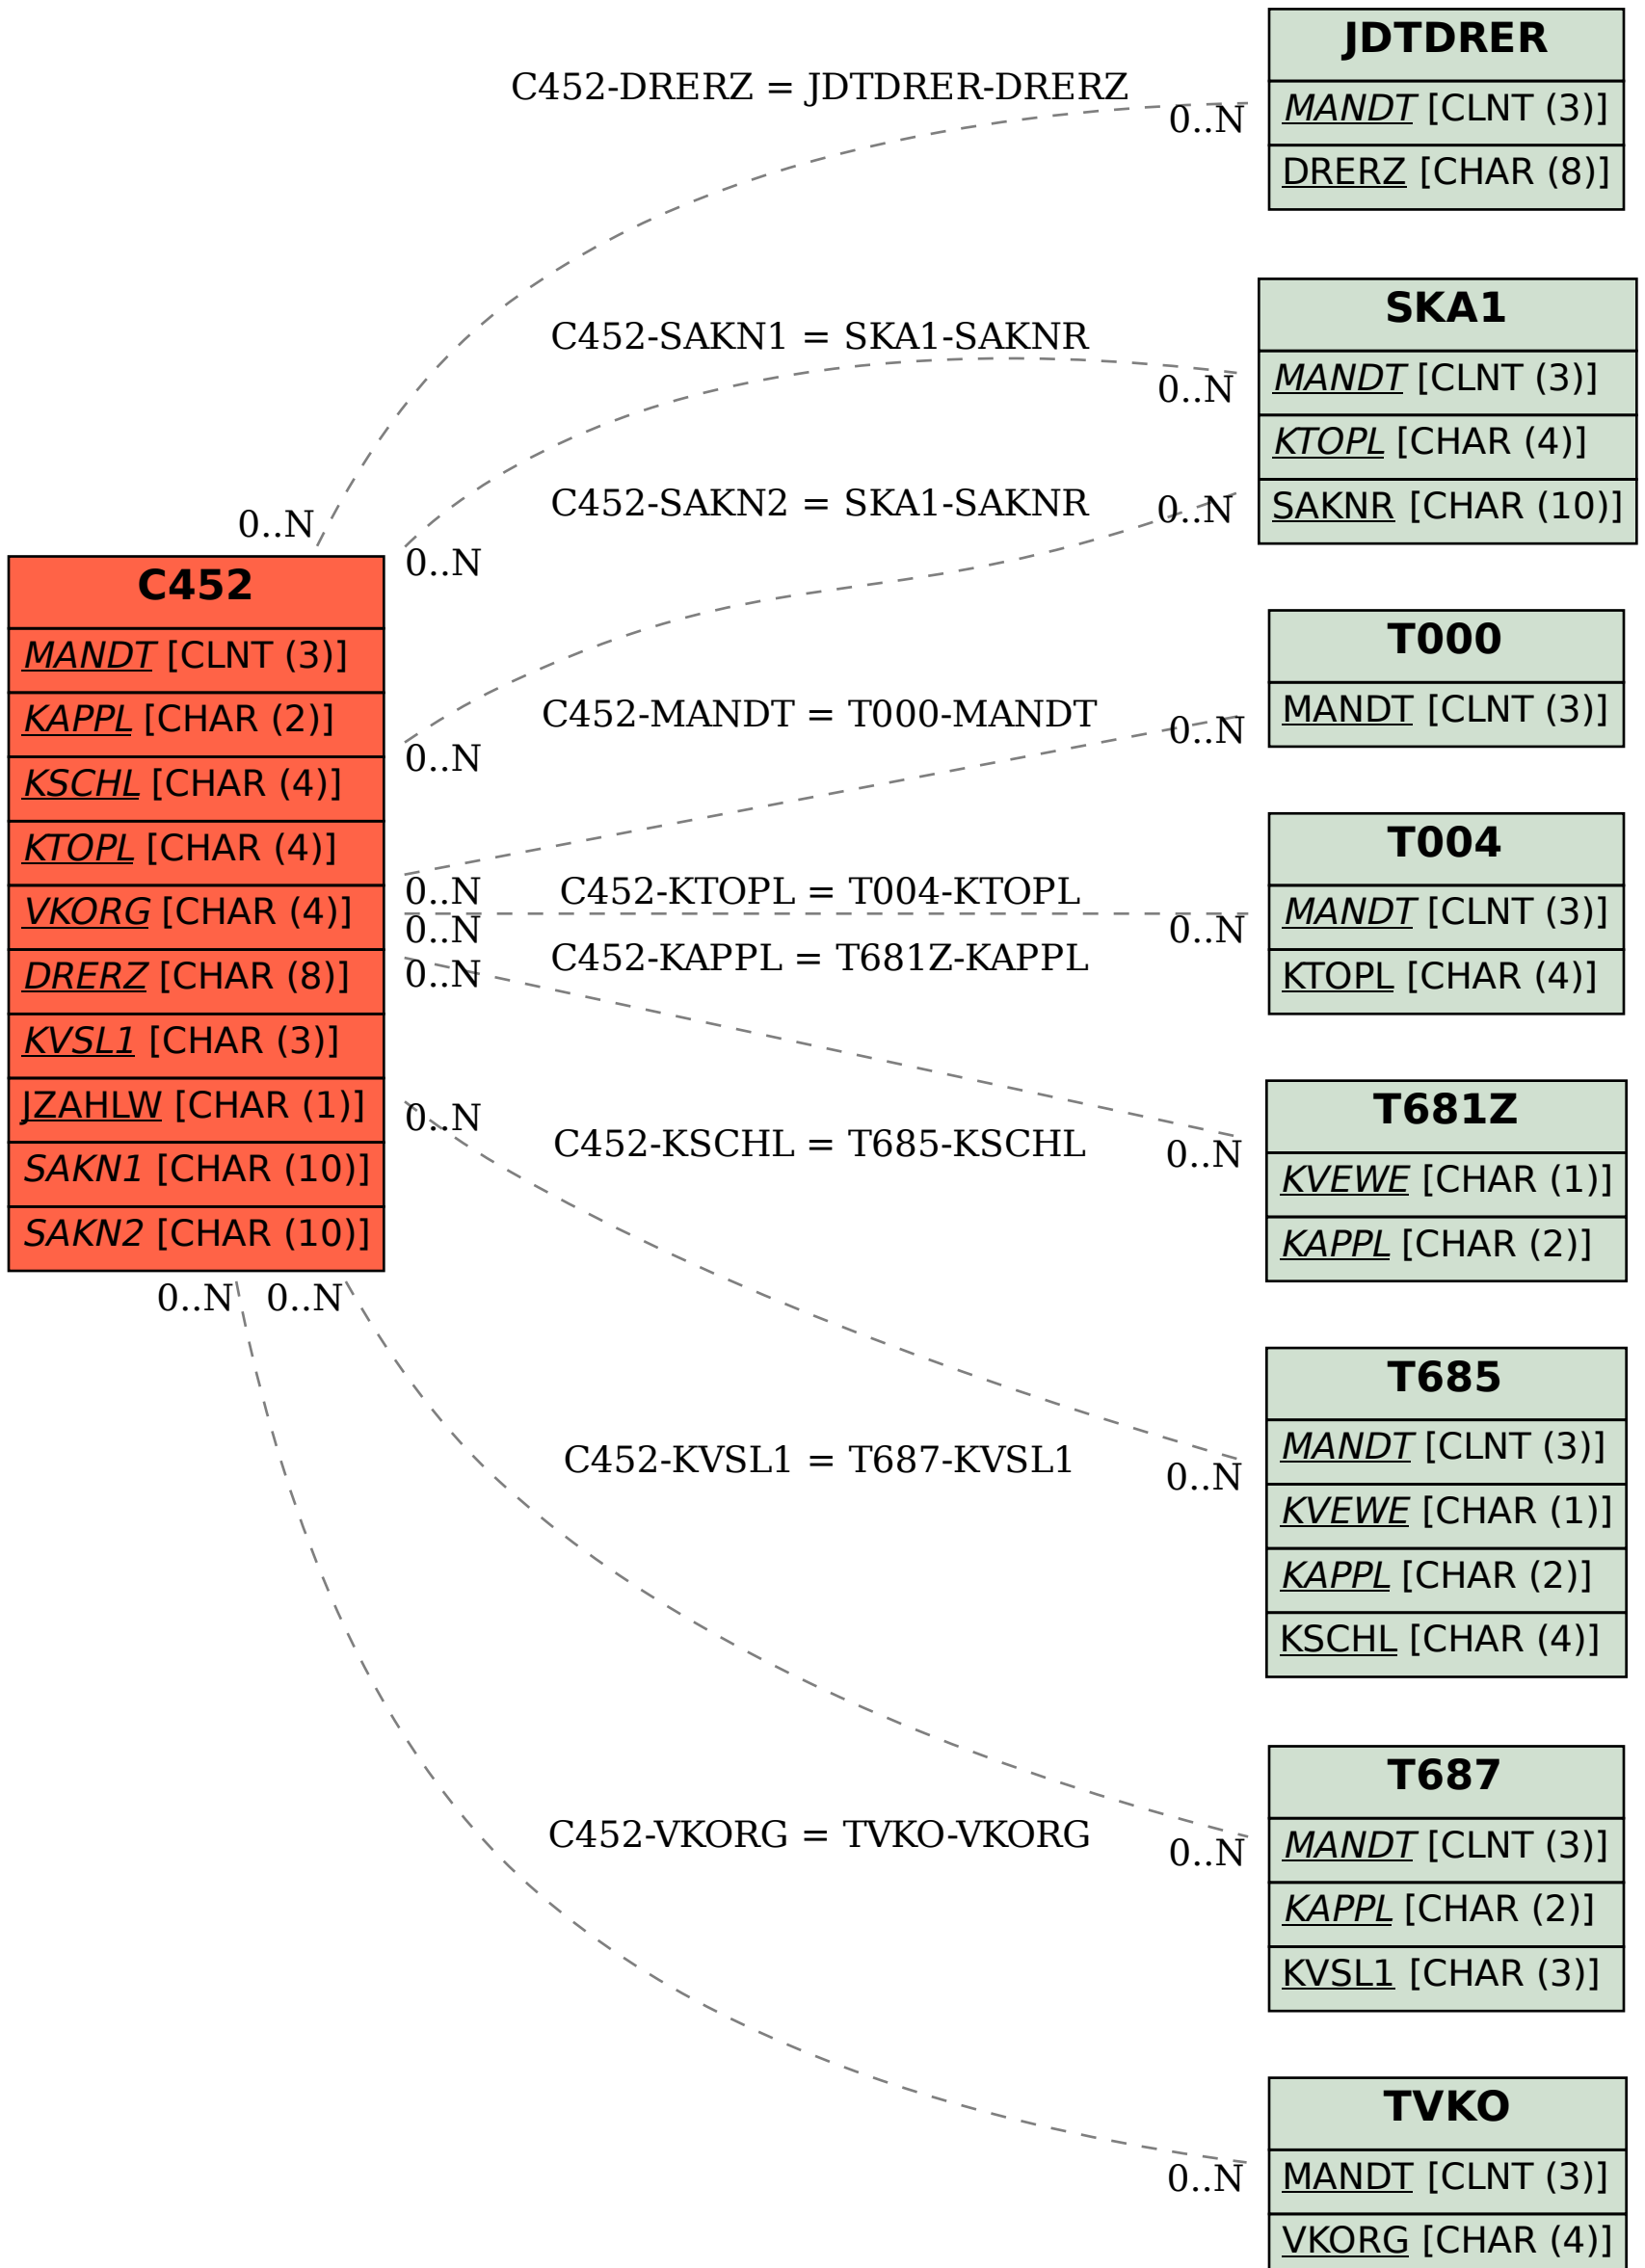 JDTDRER
MANDT [CLNT (3)]
DRERZ [CHAR (8)]
C452-DRERZ = JDTDRER-DRERZ
0..N
0..N
SKA1
MANDT [CLNT (3)]
KTOPL [CHAR (4)]
SAKNR [CHAR (10)]
C452-SAKN1 = SKA1-SAKNR
0..N
0..N
C452-SAKN2 = SKA1-SAKNR
0..N
0..N
C452
MANDT [CLNT (3)]
KAPPL [CHAR (2)]
KSCHL [CHAR (4)]
KTOPL [CHAR (4)]
VKORG [CHAR (4)]
DRERZ [CHAR (8)]
KVSL1 [CHAR (3)]
JZAHLW [CHAR (1)]
SAKN1 [CHAR (10)]
SAKN2 [CHAR (10)]
T000
MANDT [CLNT (3)]
C452-MANDT = T000-MANDT
0..N
0..N
T004
MANDT [CLNT (3)]
KTOPL [CHAR (4)]
C452-KTOPL = T004-KTOPL
0..N
0..N
C452-KAPPL = T681Z-KAPPL
0..N
0..N
T681Z
KVEWE [CHAR (1)]
KAPPL [CHAR (2)]
C452-KSCHL = T685-KSCHL
0..N
0..N
T685
MANDT [CLNT (3)]
KVEWE [CHAR (1)]
KAPPL [CHAR (2)]
KSCHL [CHAR (4)]
C452-KVSL1 = T687-KVSL1
0..N
0..N
T687
MANDT [CLNT (3)]
KAPPL [CHAR (2)]
KVSL1 [CHAR (3)]
C452-VKORG = TVKO-VKORG
0..N
0..N
TVKO
MANDT [CLNT (3)]
VKORG [CHAR (4)]